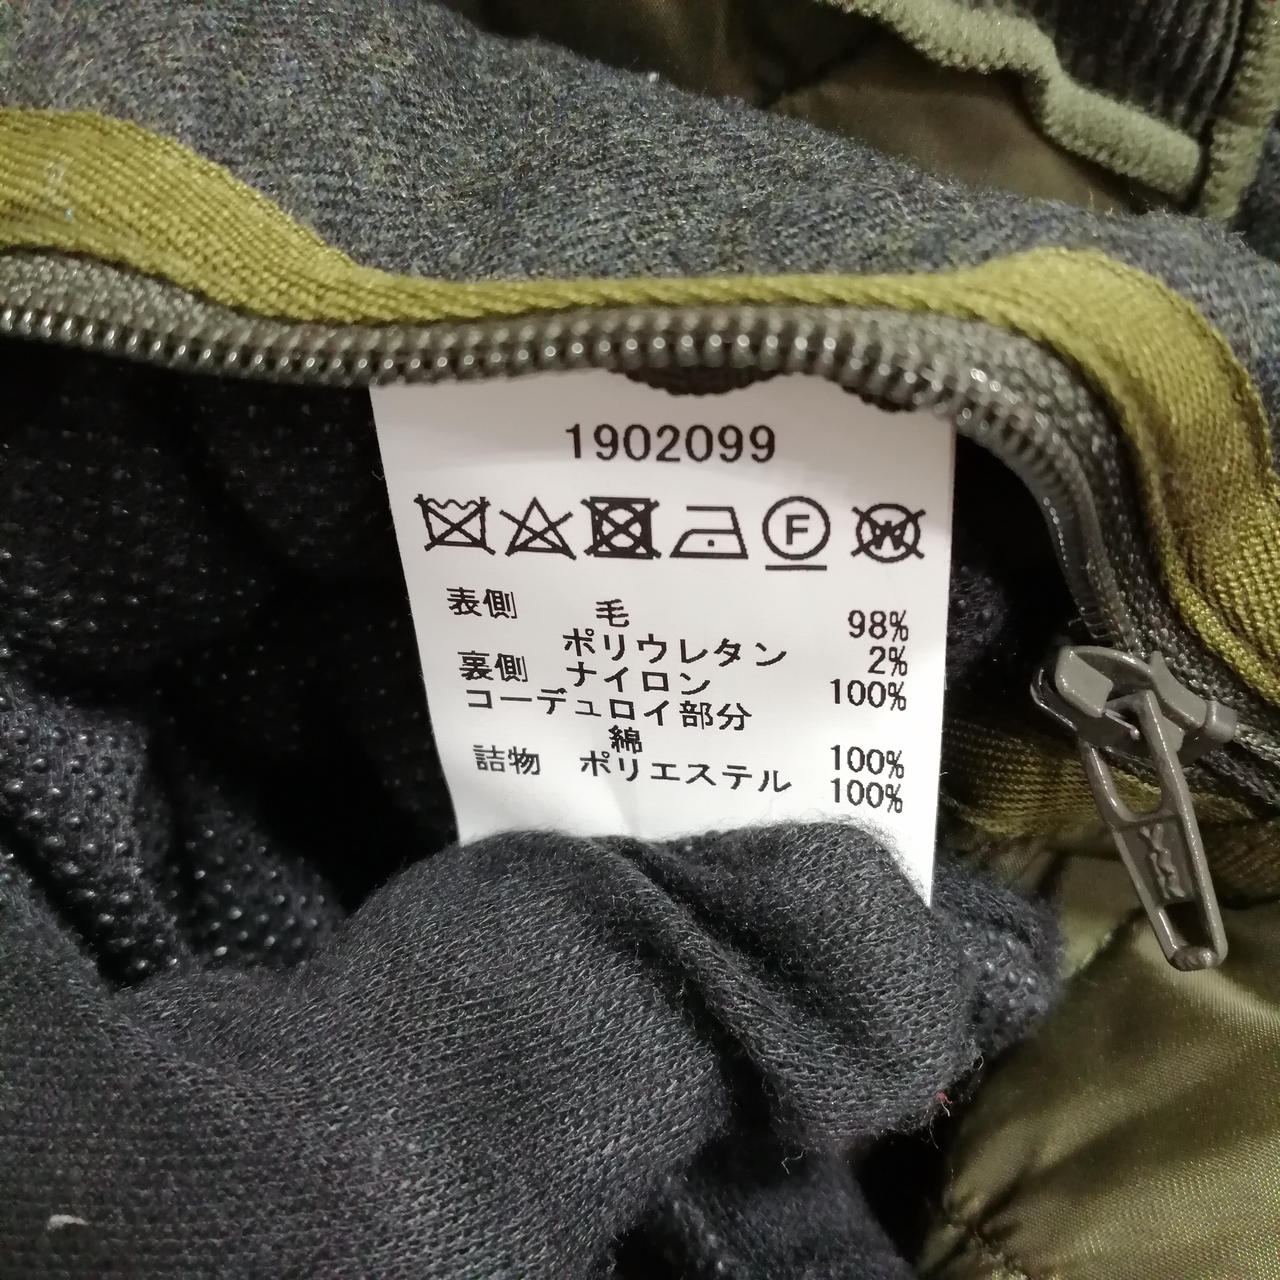 1902099
F W
表側 毛 98%
ポリウレタン 2%
裏側 ナイロン 100%
コーデュロイ部分
綿 100%
詰物 ポリエステル 100%
YKK